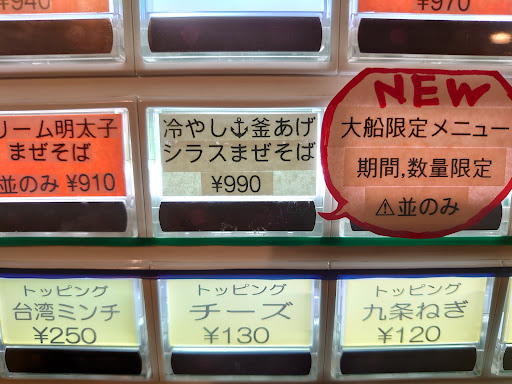 ¥940
¥970
リーム明太子
まぜそば
並のみ ¥910
冷やし⚓釜あげ
シラスまぜそば
¥990
NEW
大船限定メニュー
期間,数量限定
⚠並のみ
トッピング
台湾ミンチ
¥250
トッピング
チーズ
¥130
トッピング
九条ねぎ
¥120